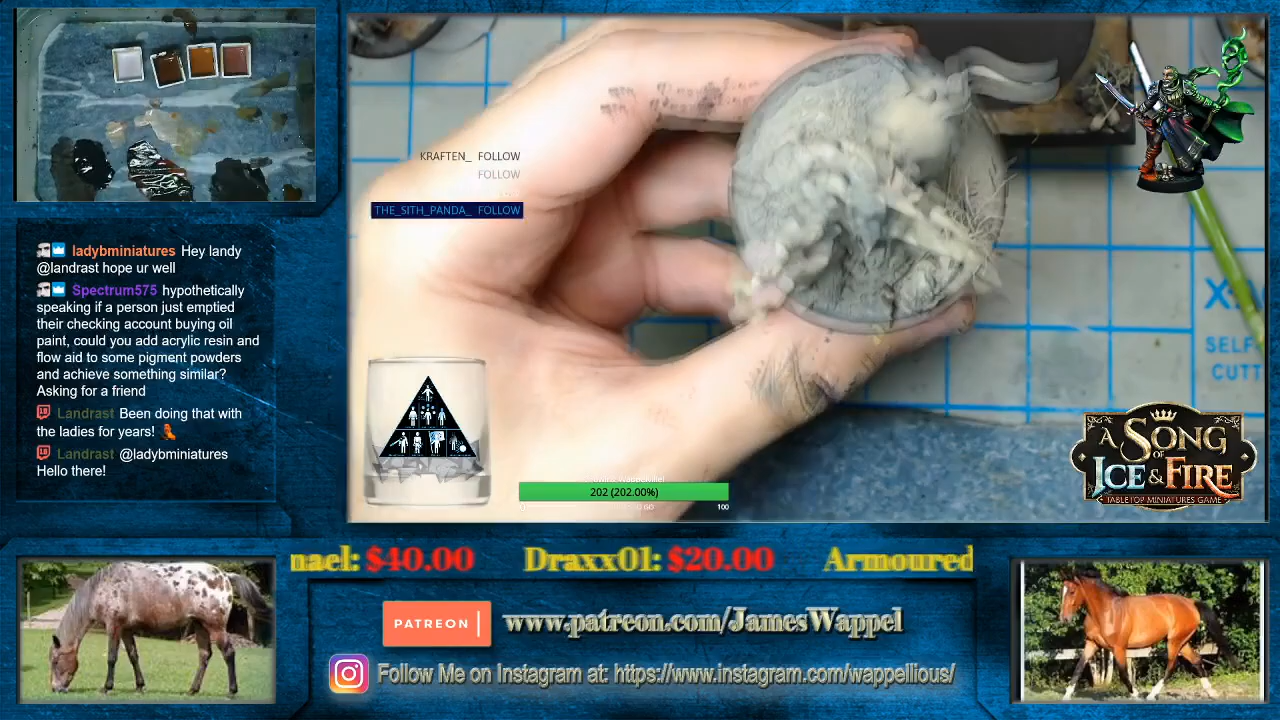 KRAFTEN_ FOLLOW
FOLLOW
THE_SITH_PANDA_ FOLLOW
ladybminiatures Hey landy
@landrast hope ur well
Spectrum575 hypothetically
speaking if a person just emptied
their checking account buying oil
paint, could you add acrylic resin and
flow aid to some pigment powders
and achieve something similar?
Asking for a friend
Landrast Been doing that with
the ladies for years!
Landrast @ladybminiatures
Hello there!
202 (202.00%)
0
100
SELF-
CUTT
A SONG
OF
ICE & FIRE
TABLETOP MINIATURES GAME
nael: $40.00 Draxx01: $20.00 Armoured
PATREON
www.patreon.com/JamesWappel
Follow Me on Instagram at: https://www.instagram.com/wappellious/